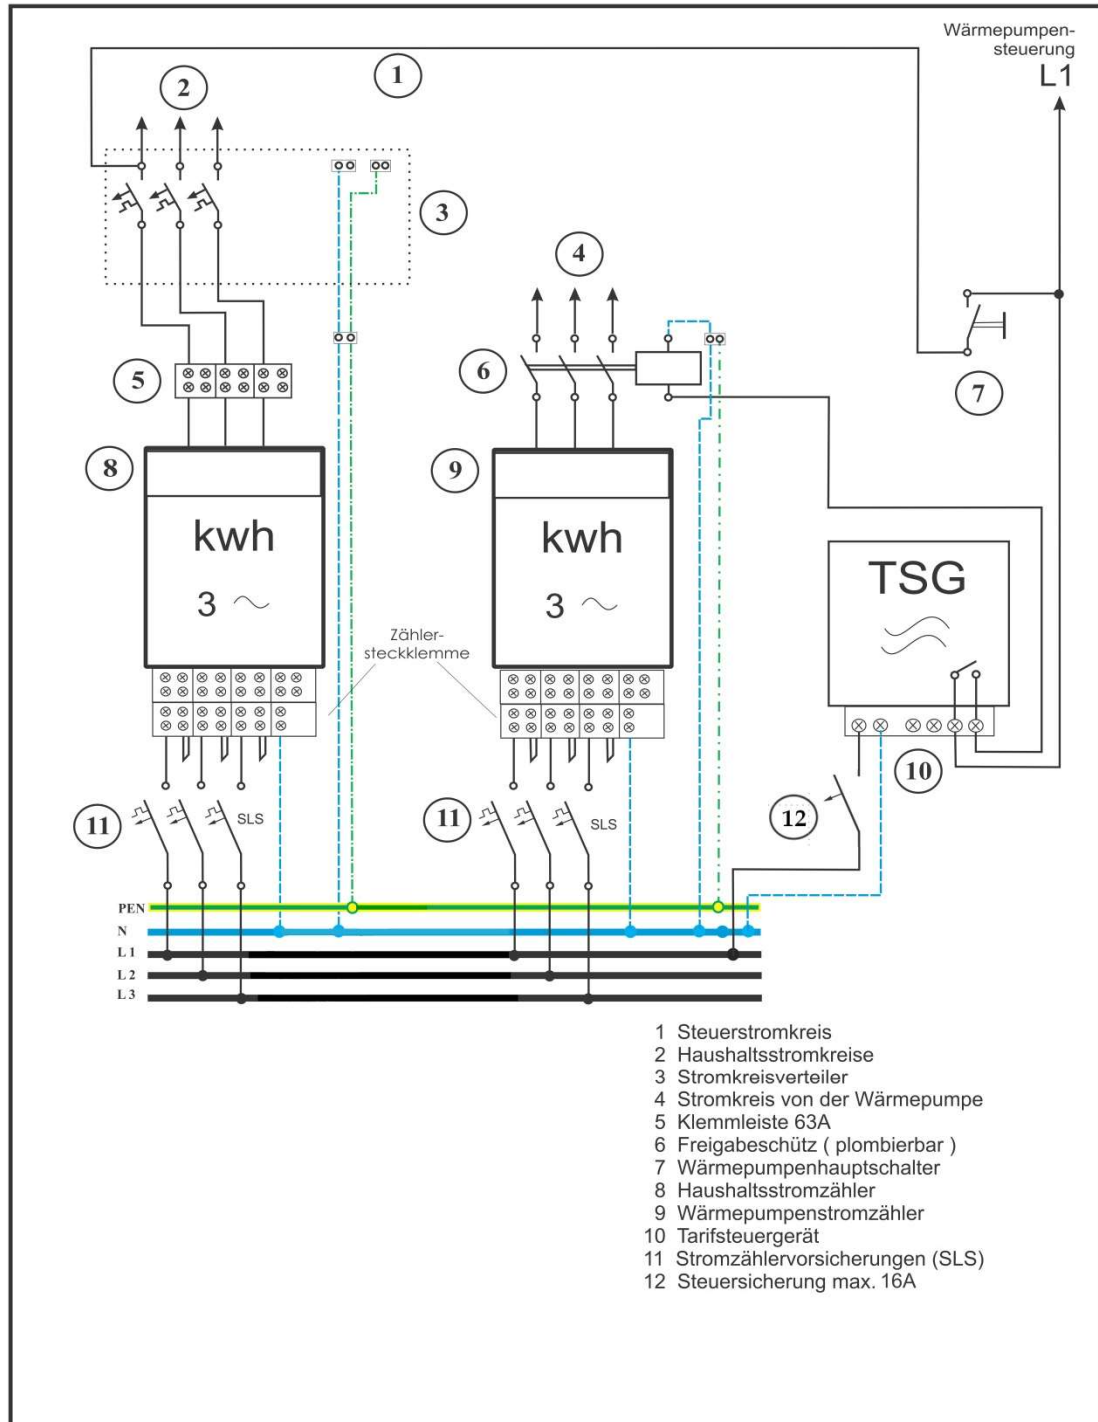 Wärmepumpen-
steuerung
L1
1
2
3
4
5
6
7
8
9
kwh
3
kwh
3
TSG
Zähler-
steckklemme
10
11
SLS
11
SLS
12
PEN
N
L 1
L 2
L 3
1 Steuerstromkreis
2 Haushaltsstromkreise
3 Stromkreisverteiler
4 Stromkreis von der Wärmepumpe
5 Klemmleiste 63A
6 Freigabeschütz ( plombierbar )
7 Wärmepumpenhauptschalter
8 Haushaltsstromzähler
9 Wärmepumpenstromzähler
10 Tarifsteuergerät
11 Stromzählervorsicherungen (SLS)
12 Steuersicherung max. 16A